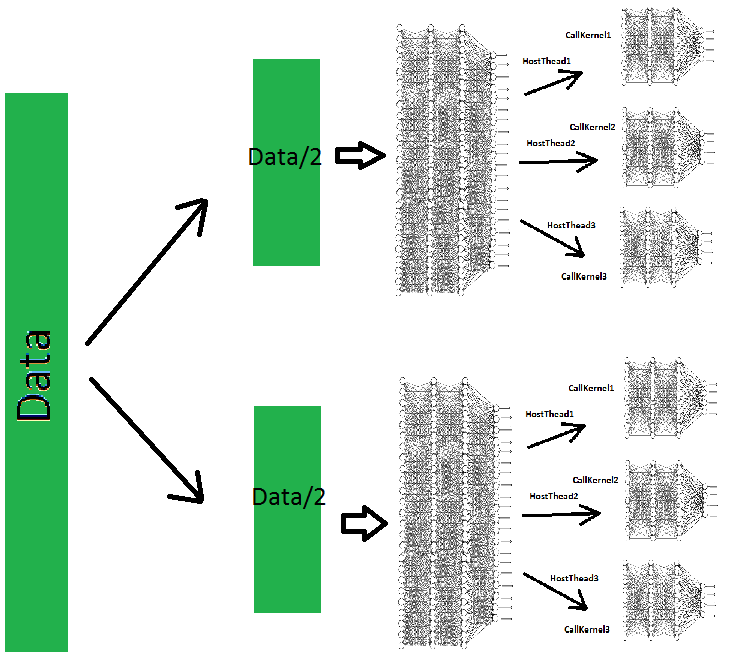 Data
Data/2
CallKernel1
HostThead1
CallKernel2
HostThead2
HostThead3
CallKernel3
Data/2
CallKernel1
HostThead1
CallKernel2
HostThead2
HostThead3
CallKernel3